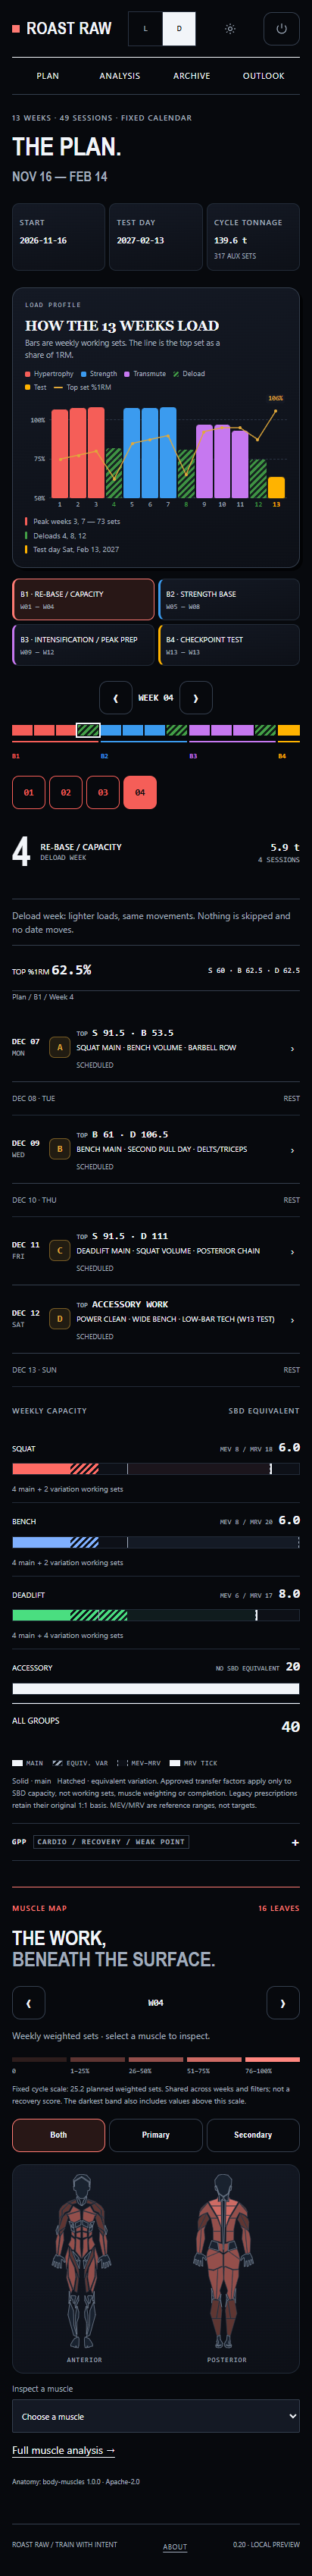 ROAST RAW
L
D
PLAN
ANALYSIS
ARCHIVE
OUTLOOK
13 WEEKS · 49 SESSIONS · FIXED CALENDAR
THE PLAN.
NOV 16 — FEB 14
START
2026-11-16
TEST DAY
2027-02-13
CYCLE TONNAGE
139.6 t
317 AUX SETS
LOAD PROFILE
HOW THE 13 WEEKS LOAD
Bars are weekly working sets. The line is the top set as a
share of 1RM.
Hypertrophy
Strength
Transmute
Deload
Test
Top set %1RM
106%
100%
75%
50%
1 2 3 4 5 6 7 8 9 10 11 12 13
Peak weeks 3, 7 — 73 sets
Deloads 4, 8, 12
Test day Sat, Feb 13, 2027
B1 · RE-BASE / CAPACITY
W01 — W04
B2 · STRENGTH BASE
W05 — W08
B3 · INTENSIFICATION / PEAK PREP
W09 — W12
B4 · CHECKPOINT TEST
W13 — W13
‹ WEEK 04 ›
B1 B2 B3 B4
01 02 03 04
4
RE-BASE / CAPACITY
DELOAD WEEK
5.9 t
4 SESSIONS
Deload week: lighter loads, same movements. Nothing is skipped and
no date moves.
TOP %1RM 62.5%
S 60 · B 62.5 · D 62.5
Plan / B1 / Week 4
DEC 07
MON
A
TOP S 91.5 · B 53.5
SQUAT MAIN · BENCH VOLUME · BARBELL ROW
SCHEDULED
›
DEC 08 · TUE
REST
DEC 09
WED
B
TOP B 61 · D 106.5
BENCH MAIN · SECOND PULL DAY · DELTS/TRICEPS
SCHEDULED
›
DEC 10 · THU
REST
DEC 11
FRI
C
TOP S 91.5 · D 111
DEADLIFT MAIN · SQUAT VOLUME · POSTERIOR CHAIN
SCHEDULED
›
DEC 12
SAT
D
TOP ACCESSORY WORK
POWER CLEAN · WIDE BENCH · LOW-BAR TECH (W13 TEST)
SCHEDULED
›
DEC 13 · SUN
REST
WEEKLY CAPACITY
SBD EQUIVALENT
SQUAT
MEV 8 / MRV 18 6.0
4 main + 2 variation working sets
BENCH
MEV 8 / MRV 20 6.0
4 main + 2 variation working sets
DEADLIFT
MEV 6 / MRV 17 8.0
4 main + 4 variation working sets
ACCESSORY
NO SBD EQUIVALENT 20
ALL GROUPS
40
MAIN
EQUIV. VAR
MEV–MRV
MRV TICK
Solid · main Hatched · equivalent variation. Approved transfer factors apply only to
SBD capacity, not working sets, muscle weighting or completion. Legacy prescriptions
retain their original 1:1 basis. MEV/MRV are reference ranges, not targets.
GPP CARDIO / RECOVERY / WEAK POINT +
MUSCLE MAP
16 LEAVES
THE WORK,
BENEATH THE SURFACE.
‹ W04 ›
Weekly weighted sets · select a muscle to inspect.
0 1–25% 26–50% 51–75% 76–100%
Fixed cycle scale: 25.2 planned weighted sets. Shared across weeks and filters; not a
recovery score. The darkest band also includes values above this scale.
Both
Primary
Secondary
ANTERIOR
POSTERIOR
Inspect a muscle
Choose a muscle
Full muscle analysis →
Anatomy: body-muscles 1.0.0 · Apache-2.0
ROAST RAW / TRAIN WITH INTENT
ABOUT
0.20 · LOCAL PREVIEW